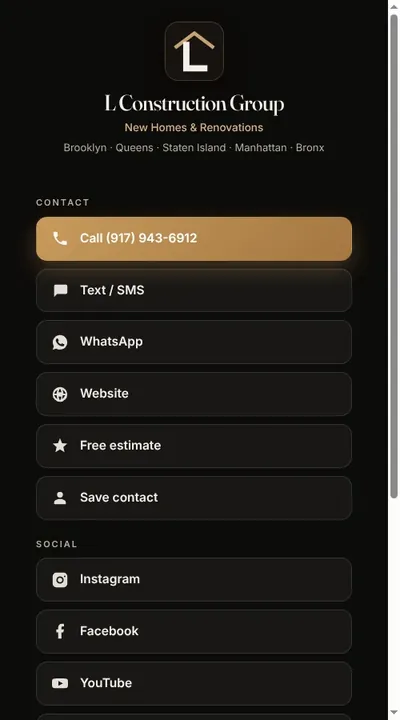 L
L Construction Group
New Homes & Renovations
Brooklyn · Queens · Staten Island · Manhattan · Bronx
CONTACT
Call (917) 943-6912
Text / SMS
WhatsApp
Website
Free estimate
Save contact
SOCIAL
Instagram
Facebook
YouTube